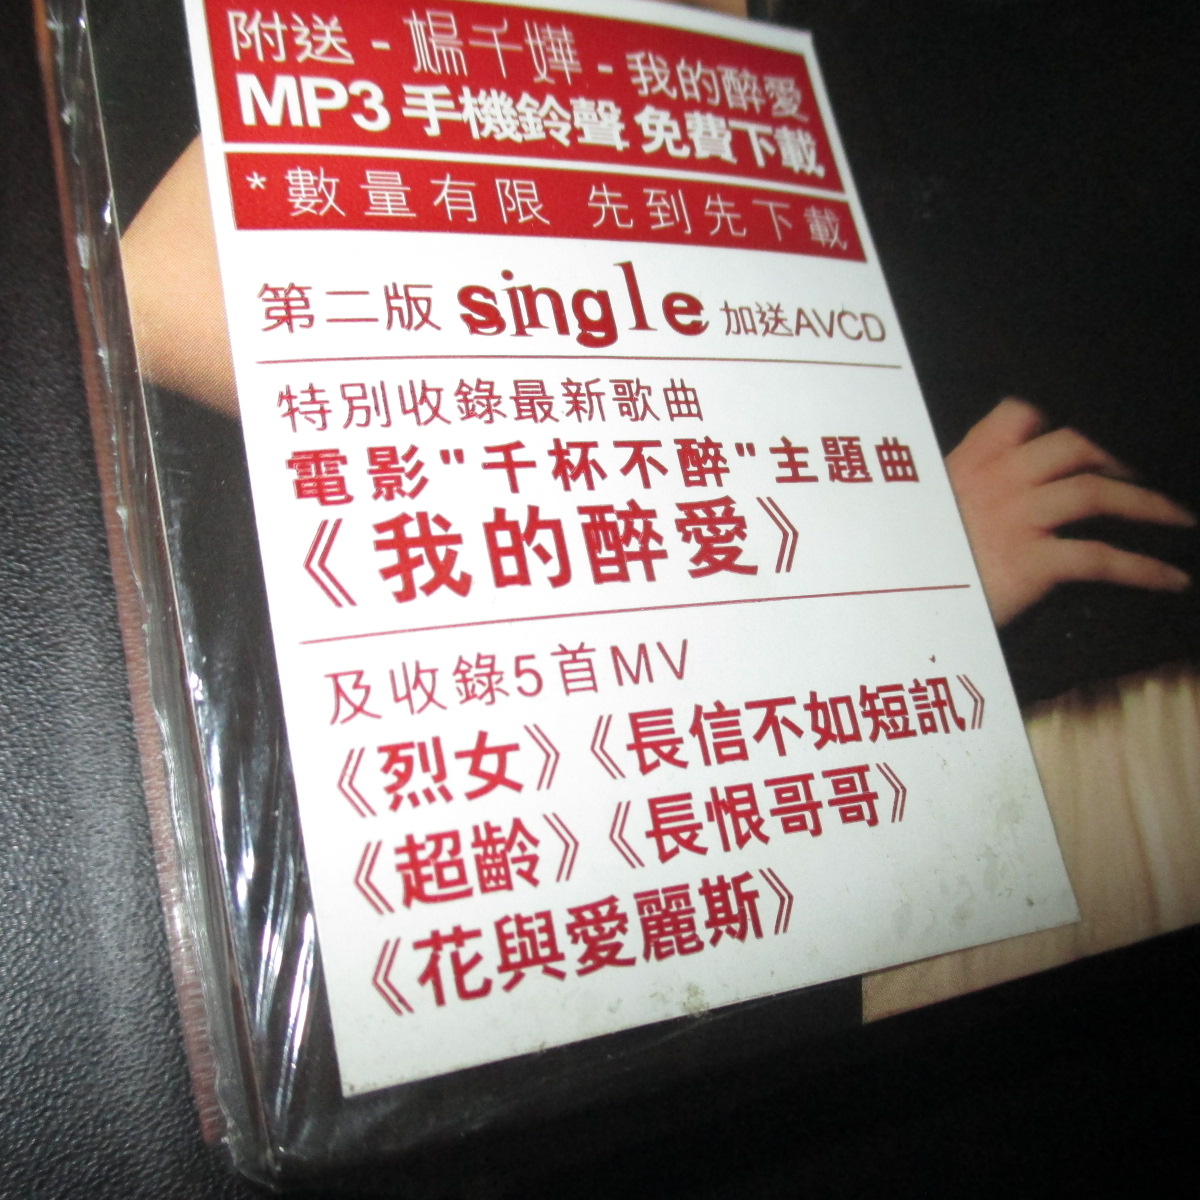 附送 - 楊千嬅 - 我的醉愛
MP3 手機鈴聲 免費下載
*數量有限 先到先下載
第二版 single 加送AVCD
特別收錄最新歌曲
電影"千杯不醉"主題曲
《我的醉愛》
及收錄5首MV
《烈女》《長信不如短訊》
《超齡》《長恨哥哥》
《花與愛麗斯》